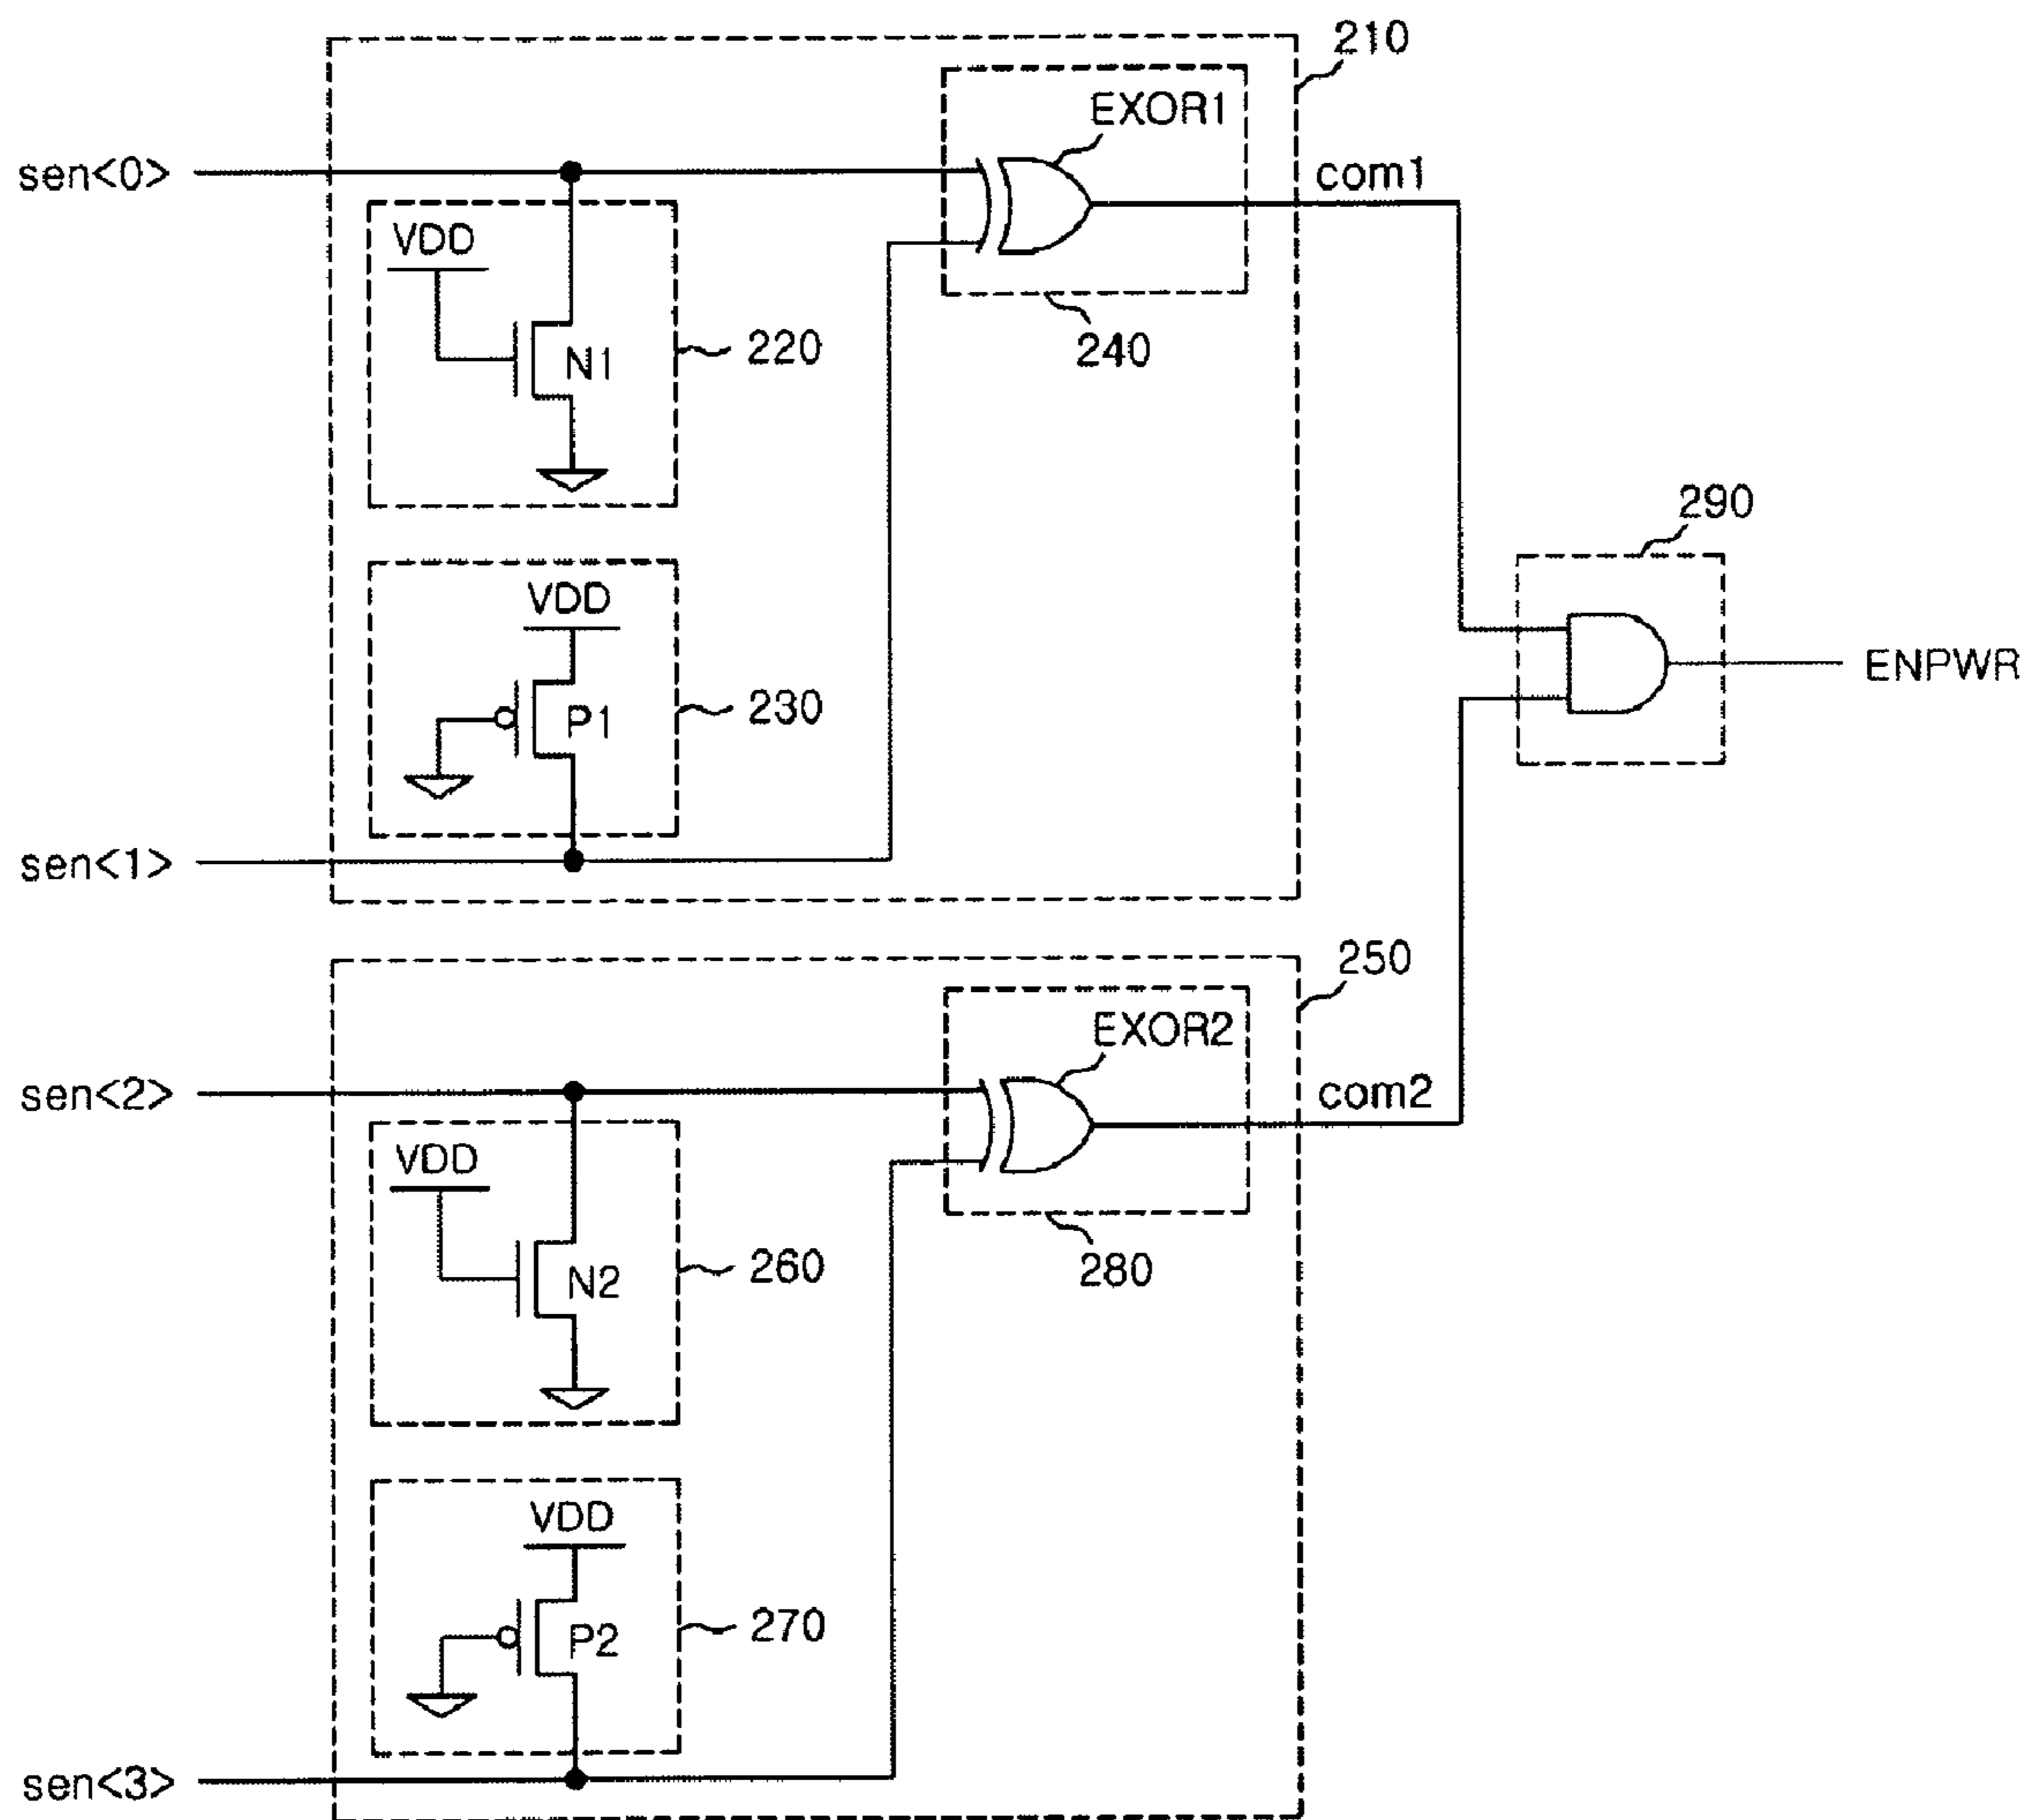 210
EXOR1
sen<0>
com1
VDD
N1
220
240
VDD
P1
230
290
ENPWR
sen<1>
250
EXOR2
sen<2>
com2
VDD
N2
260
280
VDD
P2
270
sen<3>